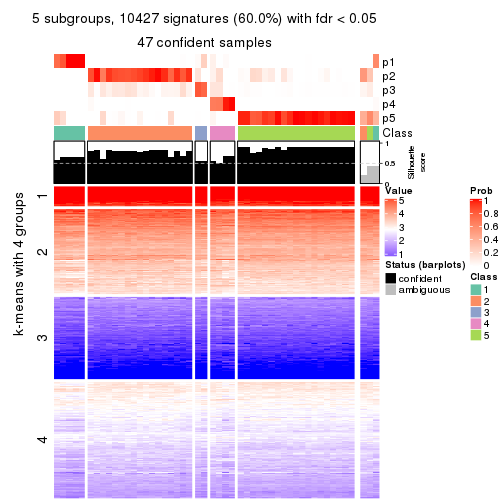 5 subgroups, 10427 signatures (60.0%) with fdr < 0.05
47 confident samples
p1
p2
p3
p4
p5
Class
1
0.5
0
Silhouette
score
k-means with 4 groups
1
2
3
4
Value
5
4
3
2
1
Status (barplots)
confident
ambiguous
Prob
1
0.8
0.6
0.4
0.2
0
Class
1
2
3
4
5